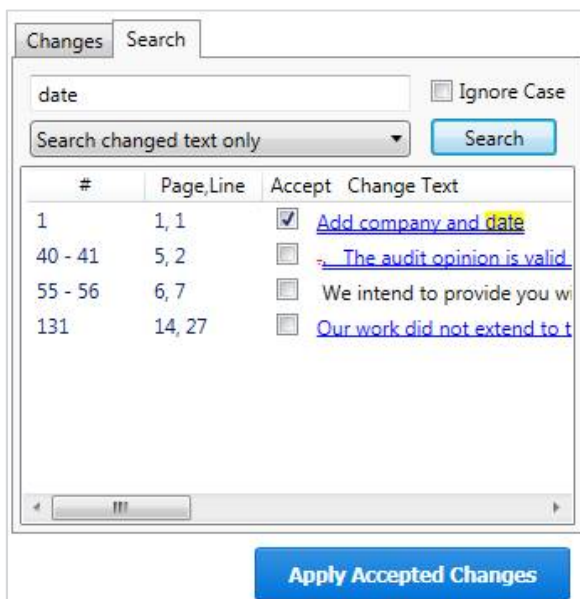 Changes Search
date Ignore Case
Search changed text only Search
# Page,Line Accept Change Text
1 1, 1 Add company and date
40 - 41 5, 2 . The audit opinion is valid
55 - 56 6, 7 We intend to provide you
131 14, 27 Our work did not extend to
Apply Accepted Changes